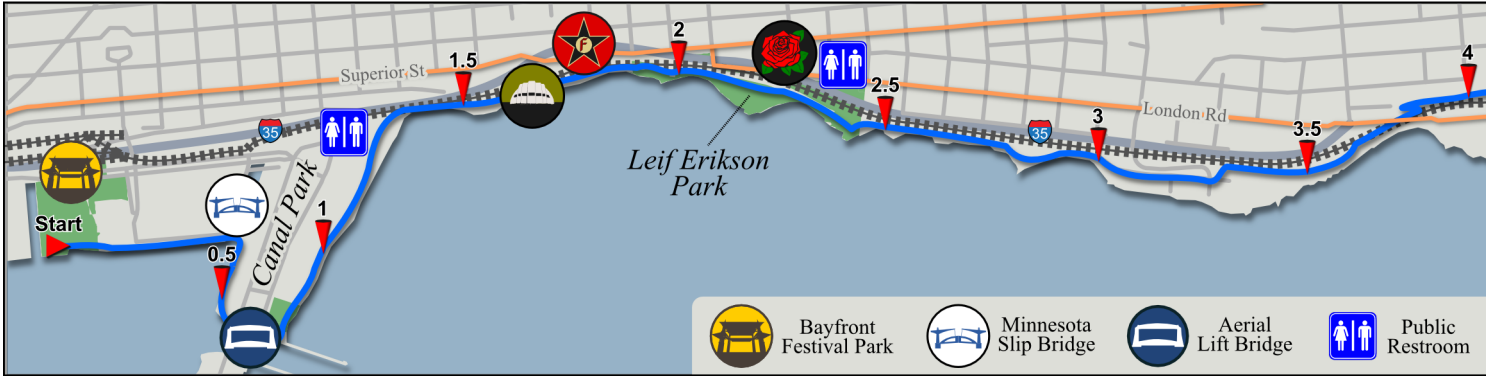 Superior St
1.5
2
2.5
3
3.5
4
F
35
35
London Rd
Leif Erikson
Park
Canal Park
Start
0.5
1
Bayfront
Festival Park
Minnesota
Slip Bridge
Aerial
Lift Bridge
Public
Restroom